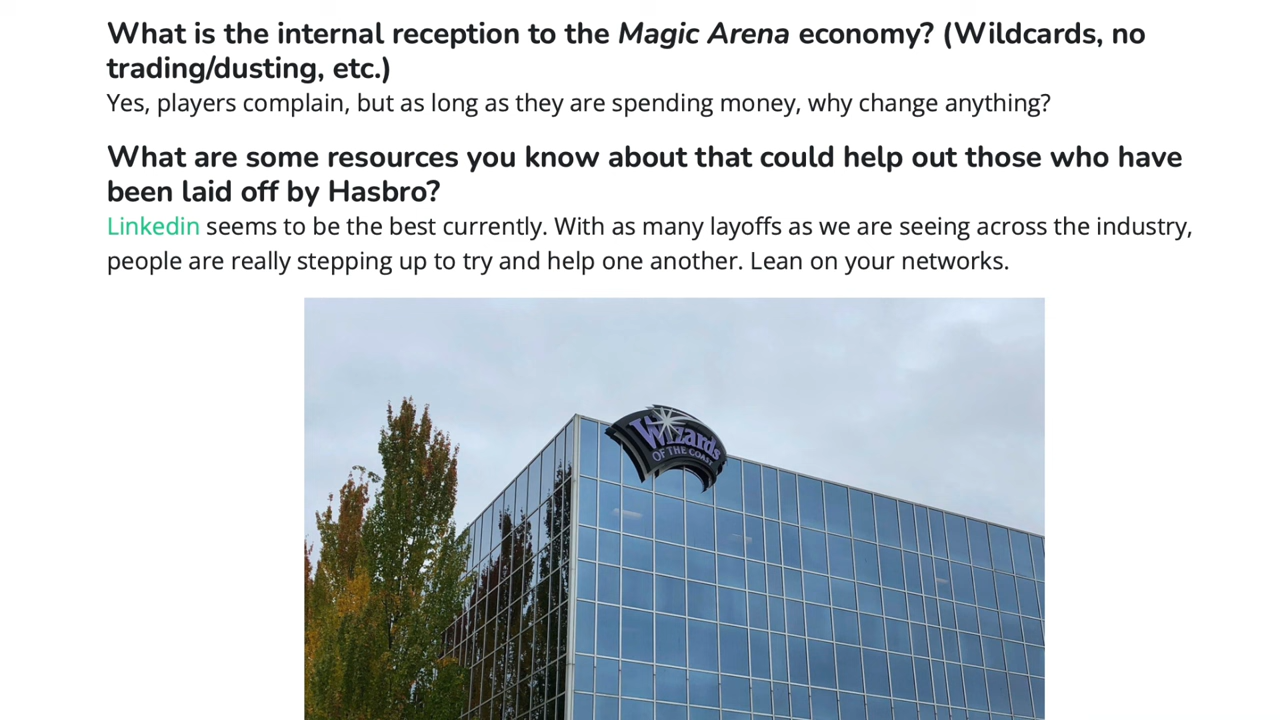 What is the internal reception to the Magic Arena economy? (Wildcards, no
trading/dusting, etc.)
Yes, players complain, but as long as they are spending money, why change anything?
What are some resources you know about that could help out those who have
been laid off by Hasbro?
Linkedin seems to be the best currently. With as many layoffs as we are seeing across the industry,
people are really stepping up to try and help one another. Lean on your networks.
Wizards
OF THE COAST